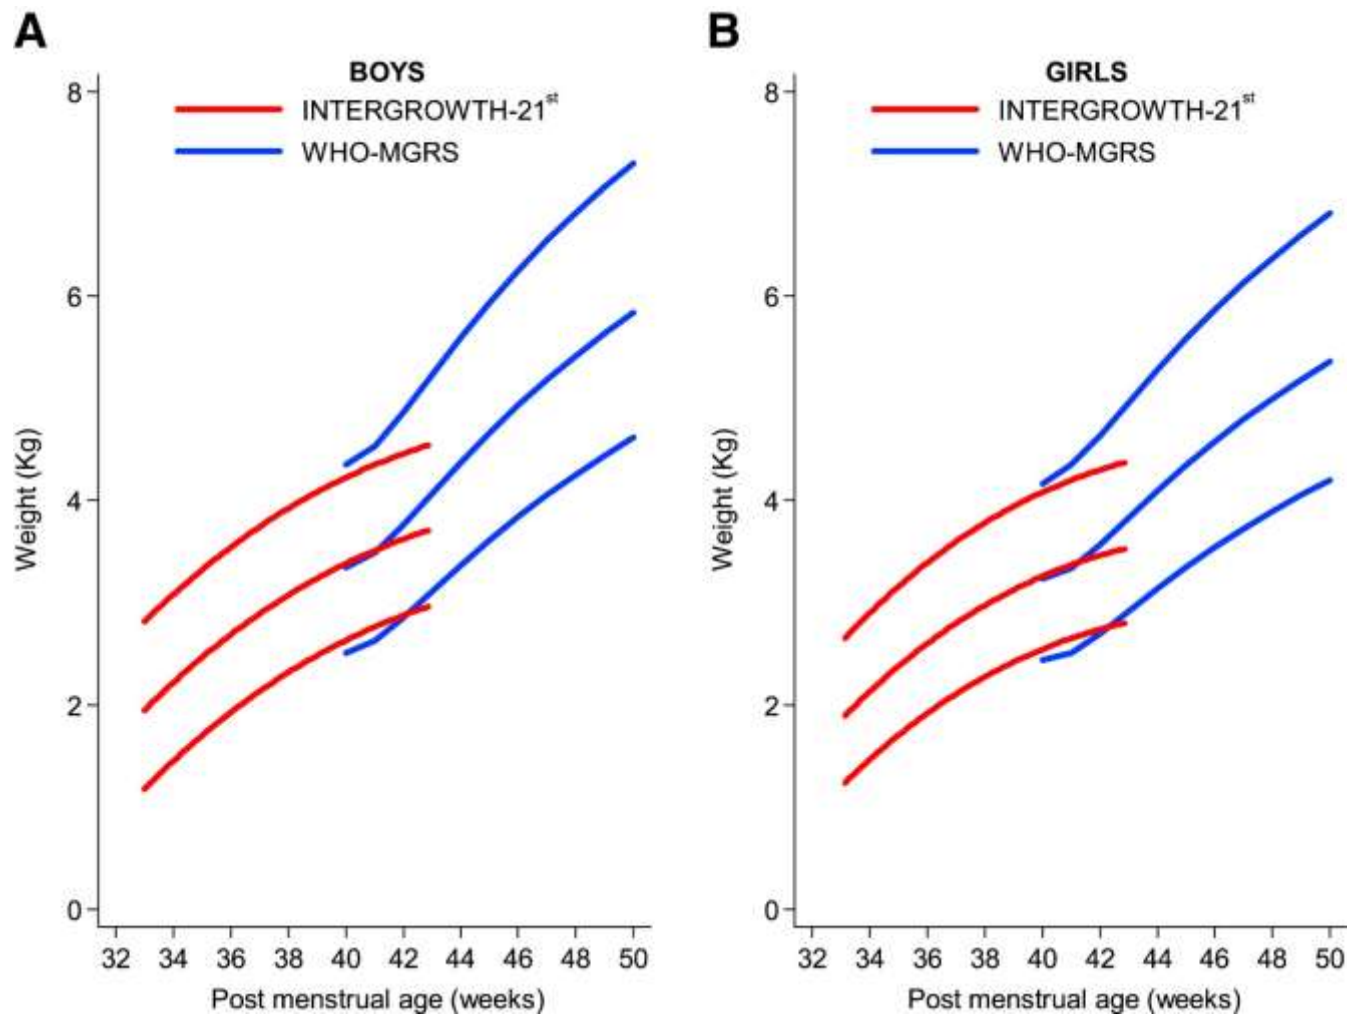 A
BOYS
INTERGROWTH-21st
WHO-MGRS
8
6
4
2
0
Weight (Kg)
32 34 36 38 40 42 44 46 48 50
Post menstrual age (weeks)
B
GIRLS
INTERGROWTH-21st
WHO-MGRS
8
6
4
2
0
Weight (Kg)
32 34 36 38 40 42 44 46 48 50
Post menstrual age (weeks)